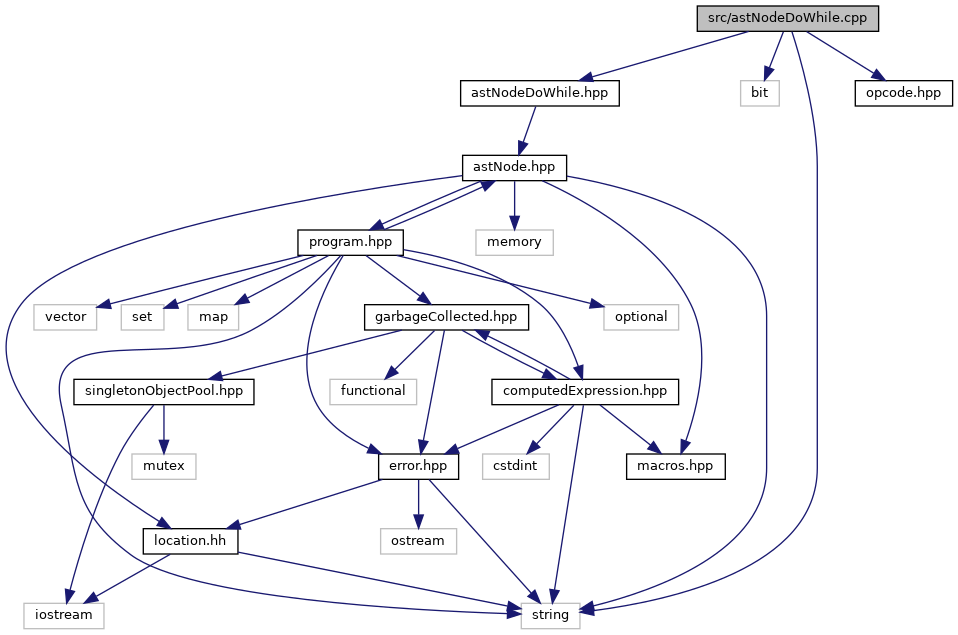 src/astNodeDoWhile.cpp
astNodeDoWhile.hpp
bit
opcode.hpp
astNode.hpp
program.hpp
memory
vector
set
map
garbageCollected.hpp
optional
singletonObjectPool.hpp
functional
computedExpression.hpp
mutex
error.hpp
cstdint
macros.hpp
location.hh
ostream
iostream
string